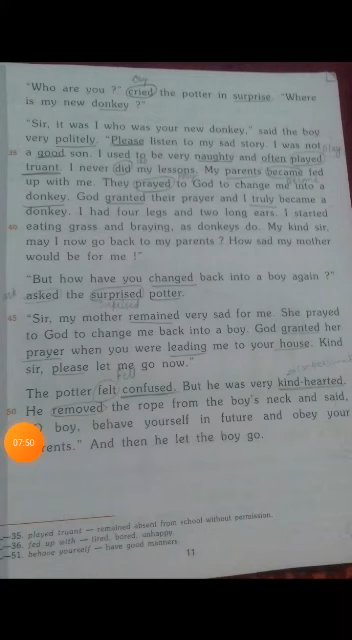 cry
"Who are you ?" cried the potter in surprise. "Where
is my new donkey ?"
"Sir, it was I who was your new donkey," said the boy
very politely. "Please listen to my sad story. I was not
play
35 a good son. I used to be very naughty and often played
truant. I never did my lessons. My parents became fed
up with me. They prayed to God to change me into a
donkey. God granted their prayer and I truly became a
donkey. I had four legs and two long ears. I started
40 eating grass and braying, as donkeys do. My kind sir,
may I now go back to my parents ? How sad my mother
would be for me !"
"But how have you changed back into a boy again ?"
ask
asked the surprised potter.
45 "Sir, my mother remained very sad for me. She prayed
to God to change me back into a boy. God granted her
prayer when you were leading me to your house. Kind
sir, please let me go now."
The potter felt confused. But he was very kind-hearted.
50 He removed the rope from the boy's neck and said,
boy, behave yourself in future and obey your
rents." And then he let the boy go.
07:50
35. played truant — remained absent from school without permission.
36. fed up with — tired, bored, unhappy
51. behave yourself — have good manners
11